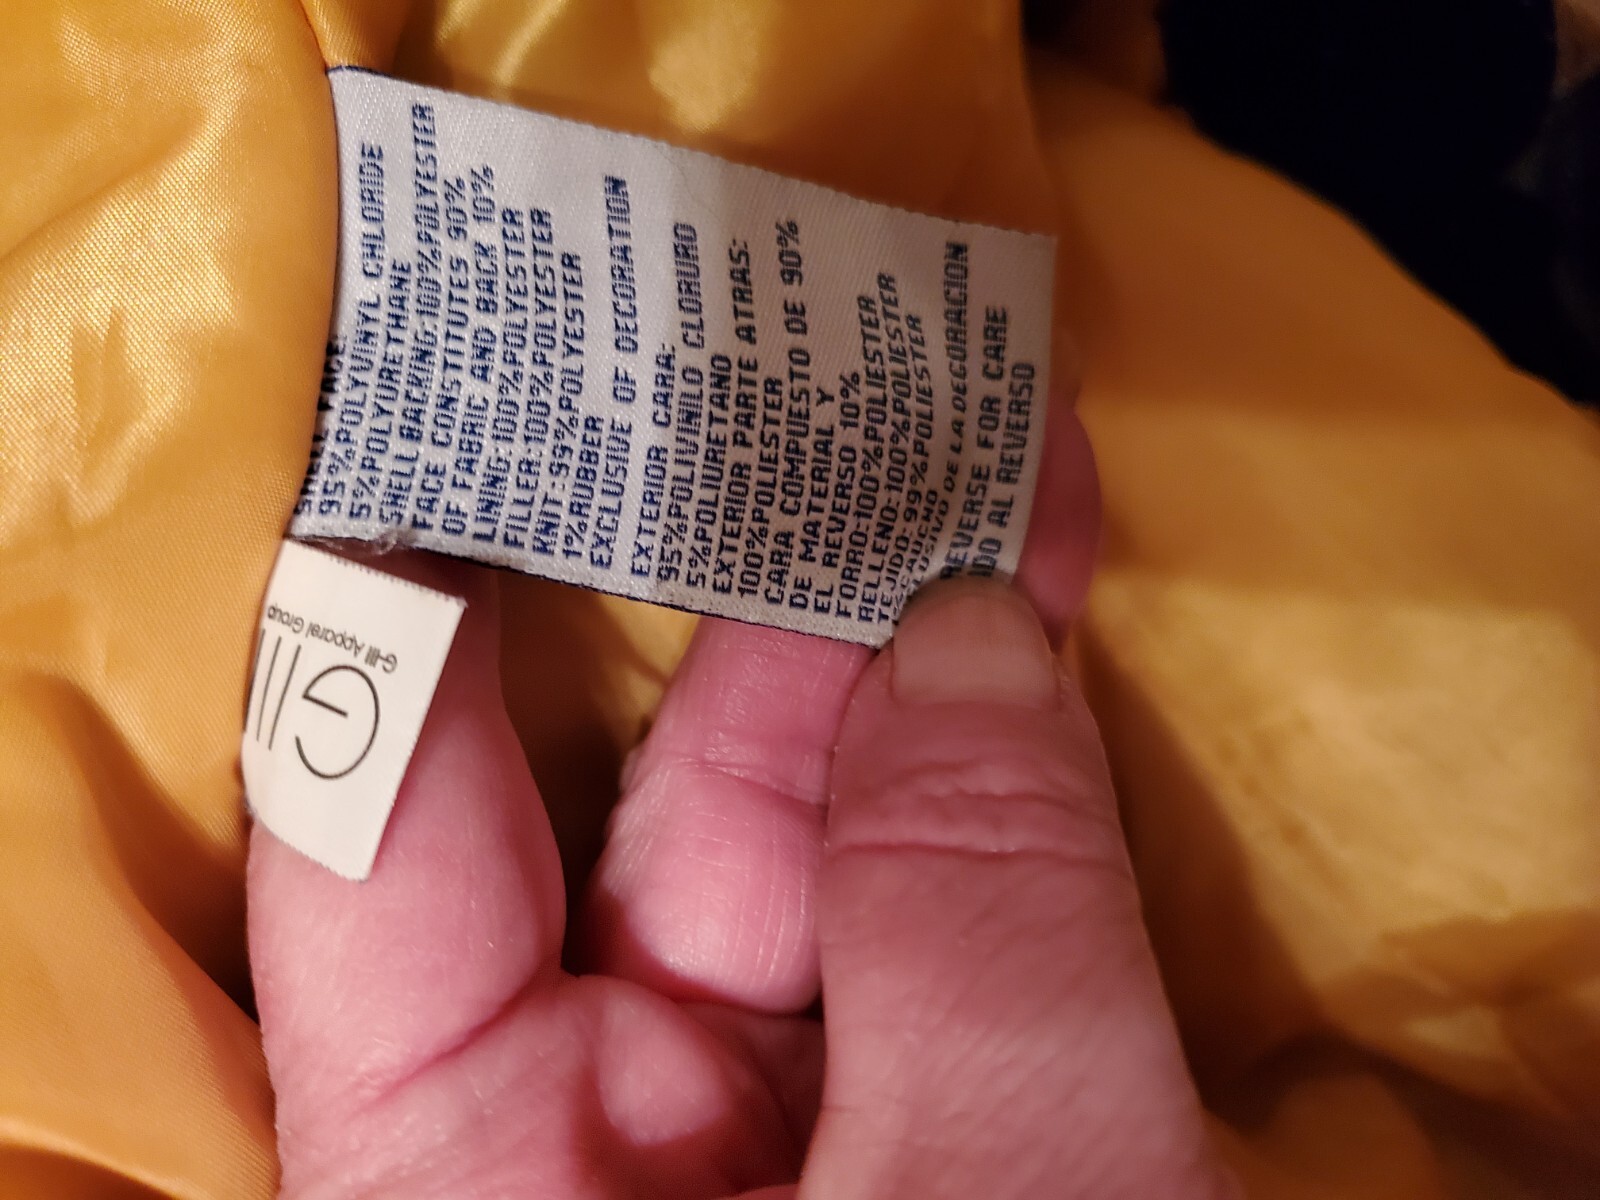 SHELL FACE:
95%POLYVINYL CHLORIDE
5%POLYURETHANE
SHELL BACKING:100%POLYESTER
FACE CONSTITUTES 90%
OF FABRIC AND BACK 10%
LINING:100%POLYESTER
FILLER:100%POLYESTER
KNIT:99%POLYESTER
1%RUBBER
EXCLUSIVE OF DECORATION
EXTERIOR CARA:
95%POLIVINILO CLORURO
5%POLIURETANO
EXTERIOR PARTE ATRAS:
100%POLIESTER
CARA COMPUESTO DE 90%
DE MATERIAL Y
EL REVERSO 10%
FORRO:100%POLIESTER
RELLENO:100%POLIESTER
TEJIDO:99%POLIESTER
1%CAUCHO
DE LA DECORACION
REVERSE FOR CARE
AL REVERSO
GIII
G-III Apparel Group